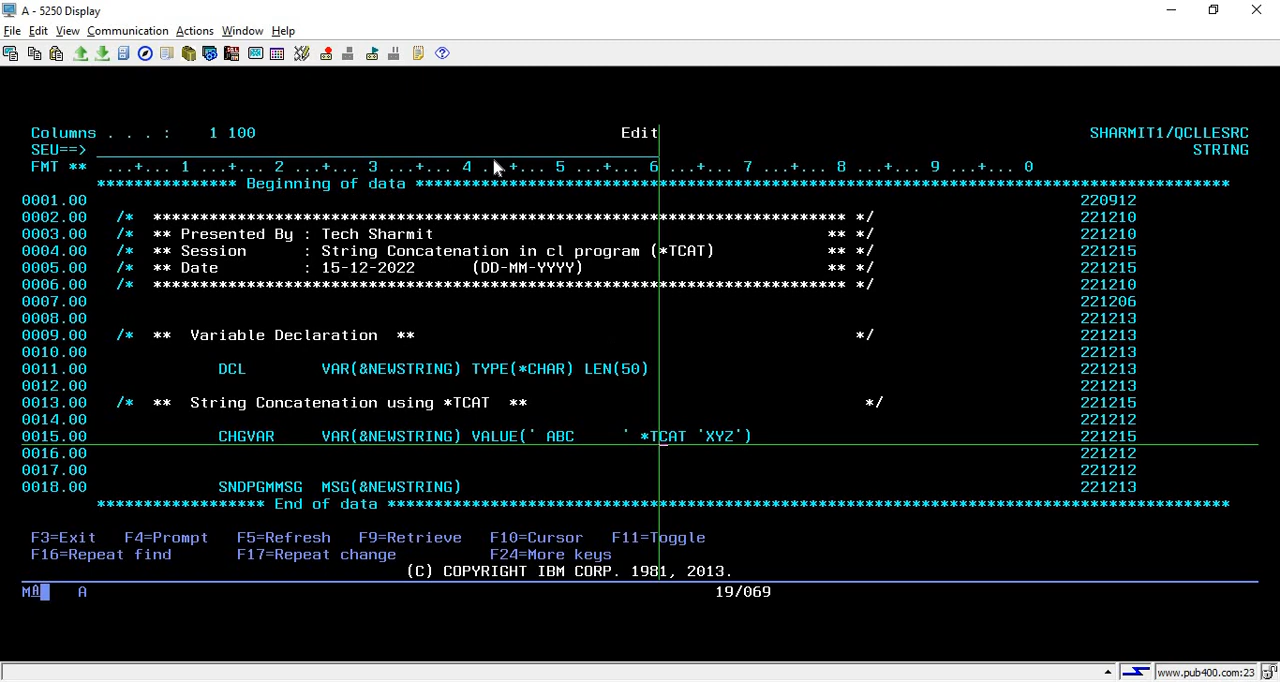 A - 5250 Display
File Edit View Communication Actions Window Help
Columns . . . :    1 100                                      Edit                                      SHARMIT1/QCLLESRC
SEU==>                                                                                                  STRING
FMT **  ...+... 1 ...+... 2 ...+... 3 ...+... 4 ...+... 5 ...+... 6 ...+... 7 ...+... 8 ...+... 9 ...+... 0
*************** Beginning of data ***************************************************************************************
0001.00 220912
0002.00 /*  **************************************************************************  */ 221210
0003.00 /*  ** Presented By : Tech Sharmit                                          ** */ 221210
0004.00 /*  ** Session      : String Concatenation in cl program (*TCAT)            ** */ 221215
0005.00 /*  ** Date         : 15-12-2022      (DD-MM-YYYY)                          ** */ 221215
0006.00 /*  **************************************************************************  */ 221210
0007.00 221206
0008.00 221213
0009.00 /*  **  Variable Declaration  **                                               */ 221213
0010.00 221213
0011.00            DCL        VAR(&NEWSTRING) TYPE(*CHAR) LEN(50) 221213
0012.00 221213
0013.00 /*  **  String Concatenation using *TCAT  **                                    */ 221215
0014.00 221212
0015.00            CHGVAR     VAR(&NEWSTRING) VALUE(' ABC     ' *TCAT 'XYZ') 221215
0016.00 221212
0017.00 221212
0018.00            SNDPGMMSG  MSG(&NEWSTRING) 221213
****************** End of data ******************************************************************************************
F3=Exit   F4=Prompt   F5=Refresh   F9=Retrieve   F10=Cursor   F11=Toggle
F16=Repeat find       F17=Repeat change          F24=More keys
(C) COPYRIGHT IBM CORP. 1981, 2013.
MA    A    19/069
www.pub400.com:23